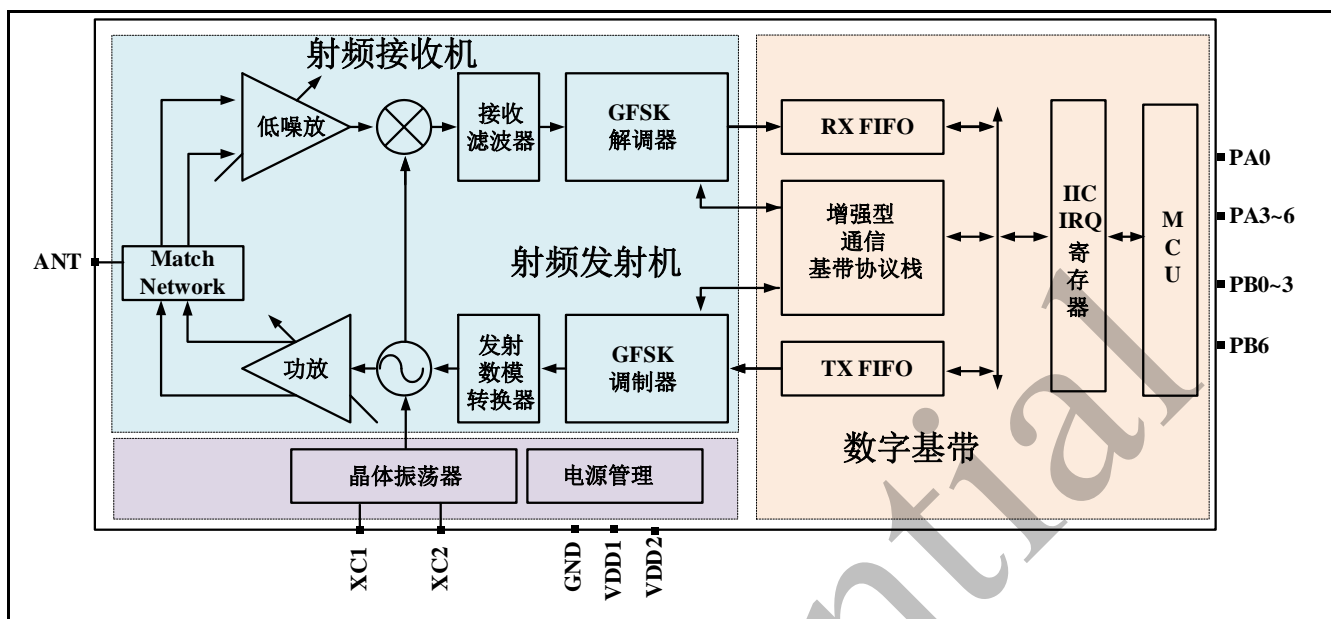 射频接收机
低噪放
接收
滤波器
GFSK
解调器
RX FIFO
IIC
IRQ
寄
存
器
M
C
U
PA0
PA3~6
PB0~3
PB6
增强型
通信
基带协议栈
ANT
Match
Network
射频发射机
功放
发射
数模
转换器
GFSK
调制器
TX FIFO
数字基带
晶体振荡器
电源管理
XC1
XC2
GND
VDD1
VDD2
ntial